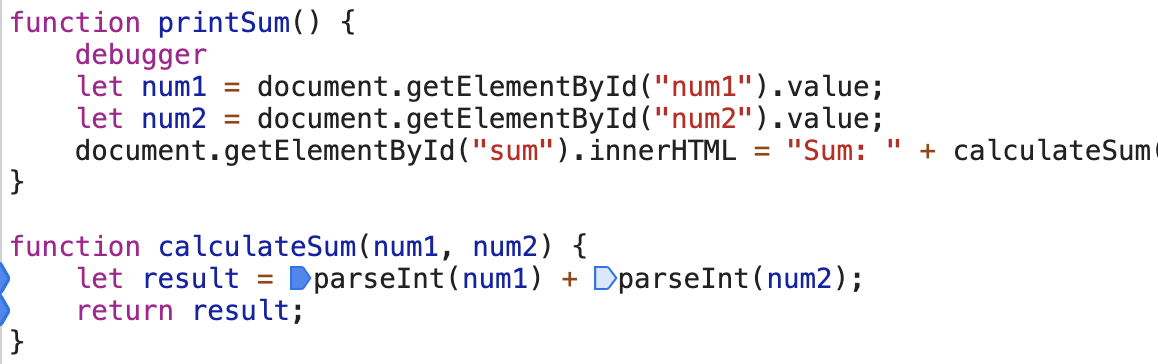 function printSum() {
debugger
let num1 = document.getElementById("num1").value;
let num2 = document.getElementById("num2").value;
document.getElementById("sum").innerHTML = "Sum: " + calculateSum(
}
function calculateSum(num1, num2) {
let result = parseInt(num1) + parseInt(num2);
return result;
}